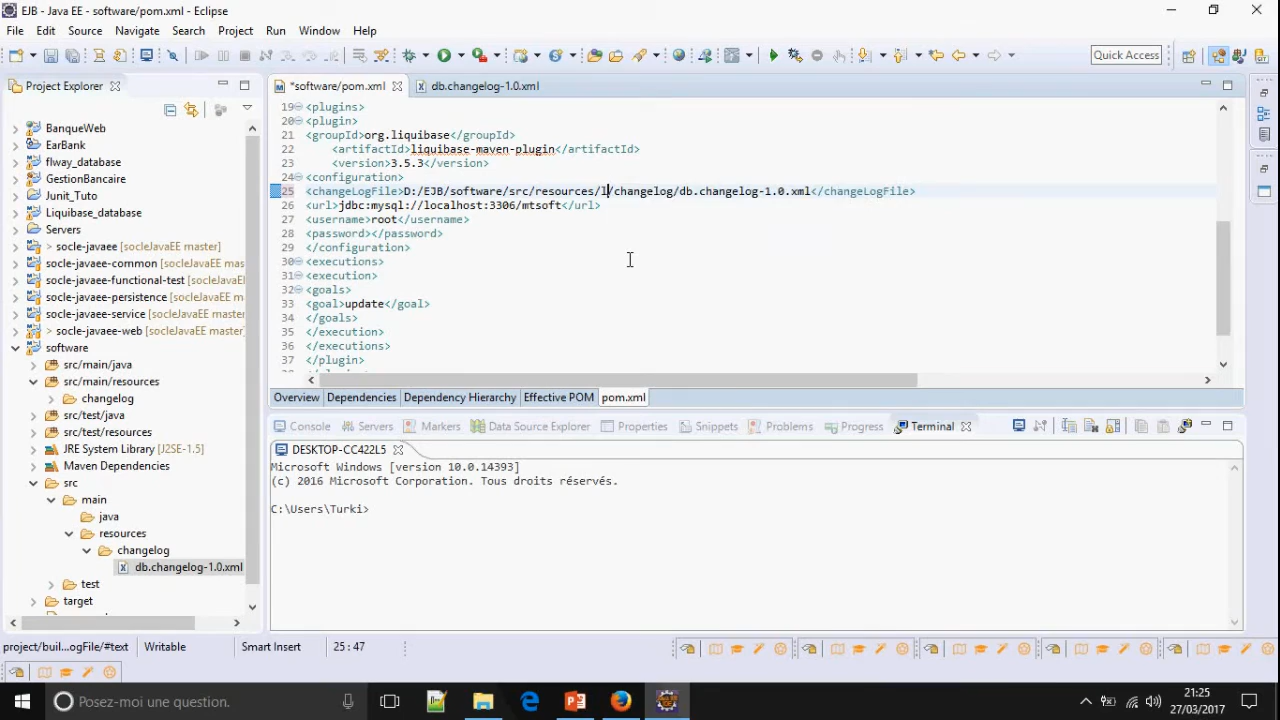 EJB - Java EE - software/pom.xml - Eclipse
File Edit Source Navigate Search Project Run Window Help
Quick Access
Project Explorer
*software/pom.xml db.changelog-1.0.xml
BanqueWeb
EarBank
flway_database
GestionBancaire
Junit_Tuto
Liquibase_database
Servers
> socle-javaee [socleJavaEE master]
socle-javaee-common [socleJavaEE
socle-javaee-functional-test [socleJ
socle-javaee-persistence [socleJava
socle-javaee-service [socleJavaEE m
> socle-javaee-web [socleJavaEE master
software
src/main/java
src/main/resources
changelog
src/test/java
src/test/resources
JRE System Library [J2SE-1.5]
Maven Dependencies
src
main
java
resources
changelog
db.changelog-1.0.xml
test
target
19 <plugins>
20 <plugin>
21 <groupId>org.liquibase</groupId>
22 <artifactId>liquibase-maven-plugin</artifactId>
23 <version>3.5.3</version>
24 <configuration>
25 <changeLogFile>D:/EJB/software/src/resources/l/changelog/db.changelog-1.0.xml</changeLogFile>
26 <url>jdbc:mysql://localhost:3306/mtsoft</url>
27 <username>root</username>
28 <password></password>
29 </configuration>
30 <executions>
31 <execution>
32 <goals>
33 <goal>update</goal>
34 </goals>
35 </execution>
36 </executions>
37 </plugin>
Overview Dependencies Dependency Hierarchy Effective POM pom.xml
Console Servers Markers Data Source Explorer Properties Snippets Problems Progress Terminal
DESKTOP-CC422L5
Microsoft Windows [version 10.0.14393]
(c) 2016 Microsoft Corporation. Tous droits réservés.
C:\Users\Turki>
project/buil...ogFile/#text Writable Smart Insert 25 : 47
Posez-moi une question.
21:25
27/03/2017